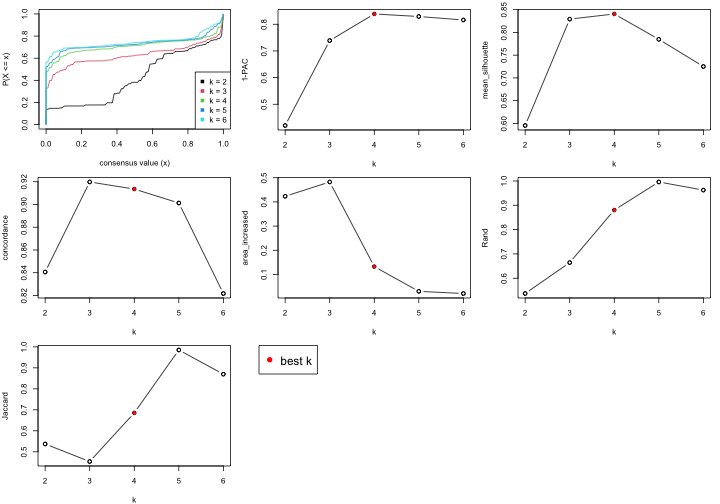 P(X <= x)
0.0 0.2 0.4 0.6 0.8 1.0
k = 2
k = 3
k = 4
k = 5
k = 6
0.0 0.2 0.4 0.6 0.8 1.0
consensus value (x)
1-PAC
0.5 0.6 0.7 0.8
2 3 4 5 6
k
mean_silhouette
0.60 0.65 0.70 0.75 0.80 0.85
2 3 4 5 6
k
concordance
0.82 0.84 0.86 0.88 0.90 0.92
2 3 4 5 6
k
area_increased
0.1 0.2 0.3 0.4 0.5
2 3 4 5 6
k
Rand
0.6 0.7 0.8 0.9 1.0
2 3 4 5 6
k
Jaccard
0.5 0.6 0.7 0.8 0.9 1.0
2 3 4 5 6
k
best k